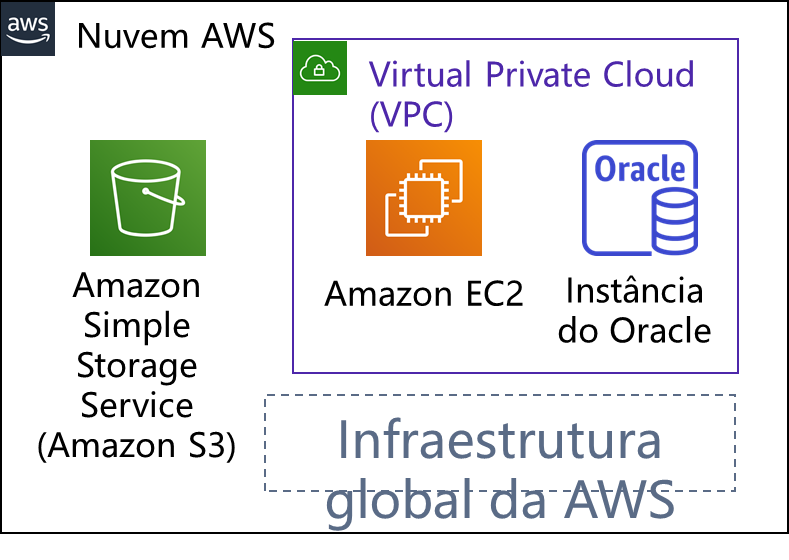 aws
Nuvem AWS
Virtual Private Cloud
(VPC)
Oracle
Amazon
Simple
Storage
Service
(Amazon S3)
Amazon EC2
Instância
do Oracle
Infraestrutura
global da AWS